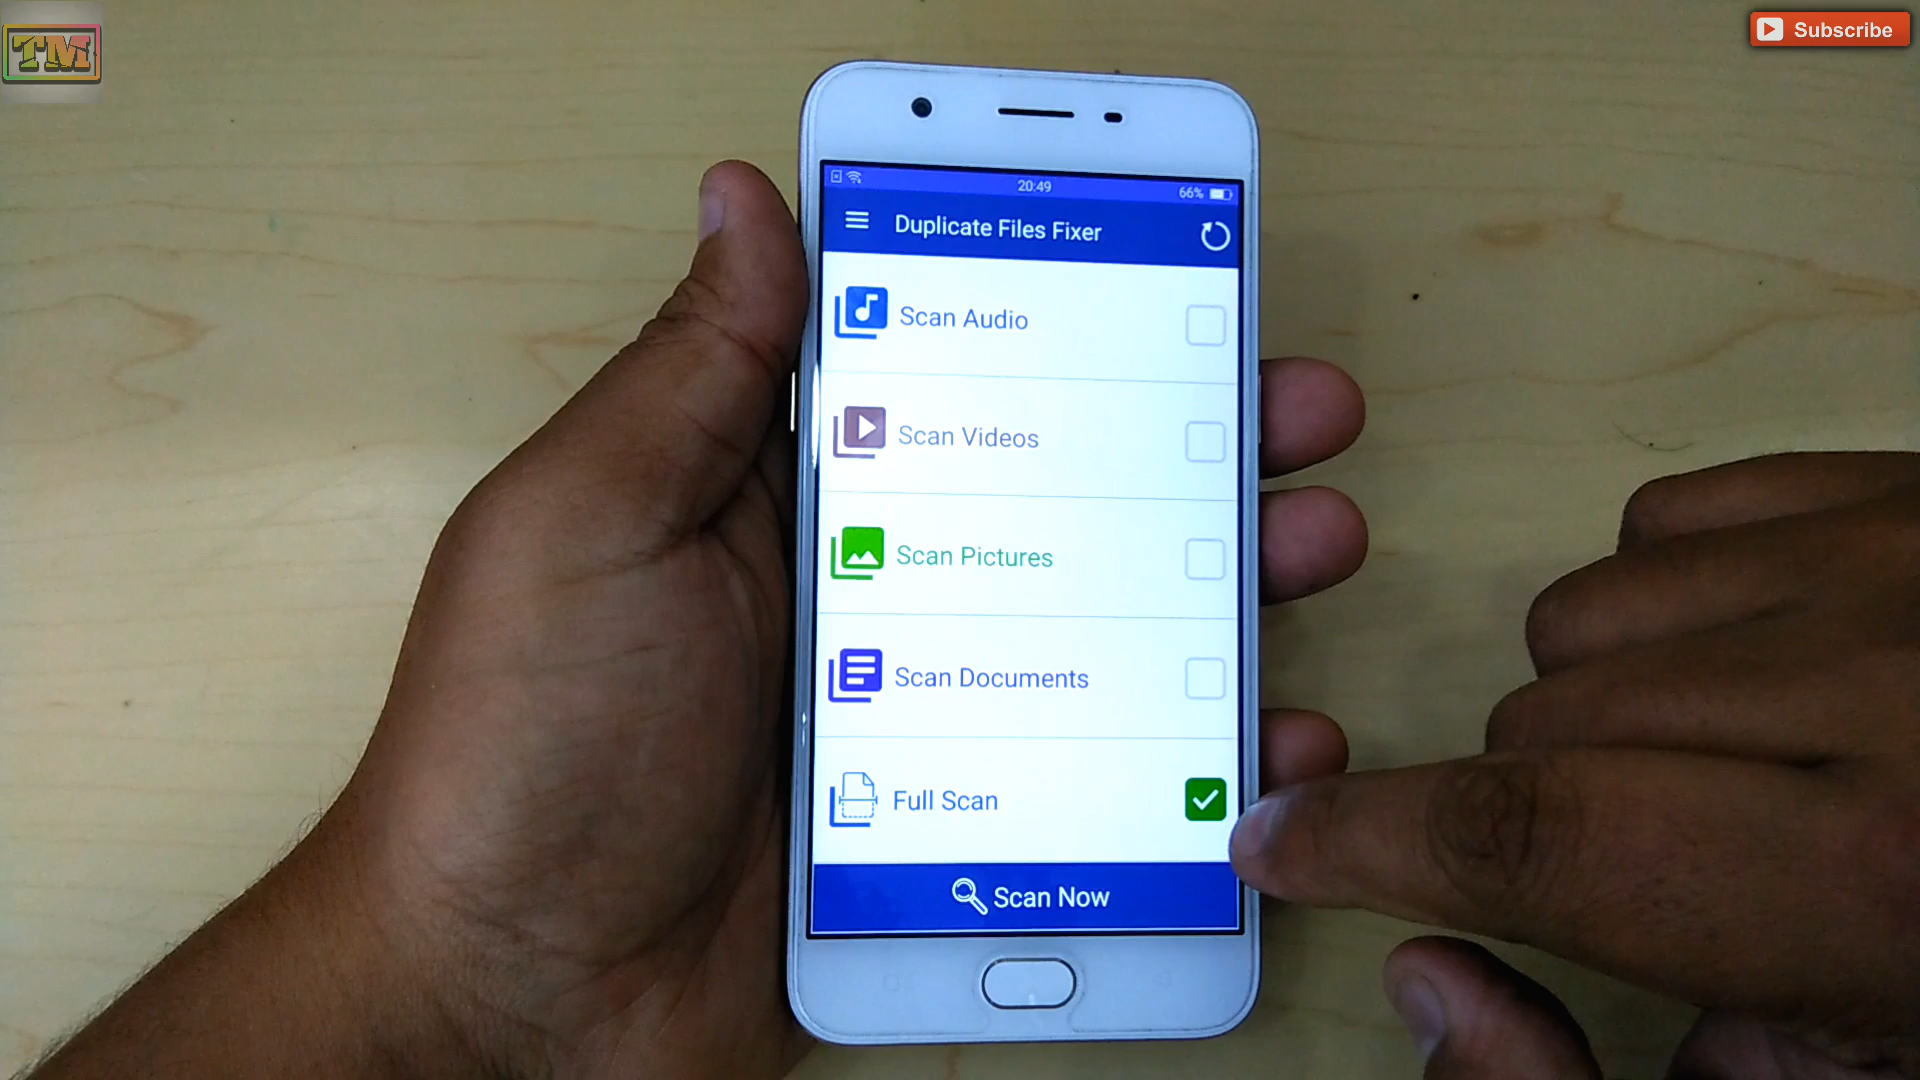 TM
Subscribe
20:49
66%
Duplicate Files Fixer
Scan Audio
Scan Videos
Scan Pictures
Scan Documents
Full Scan
Scan Now